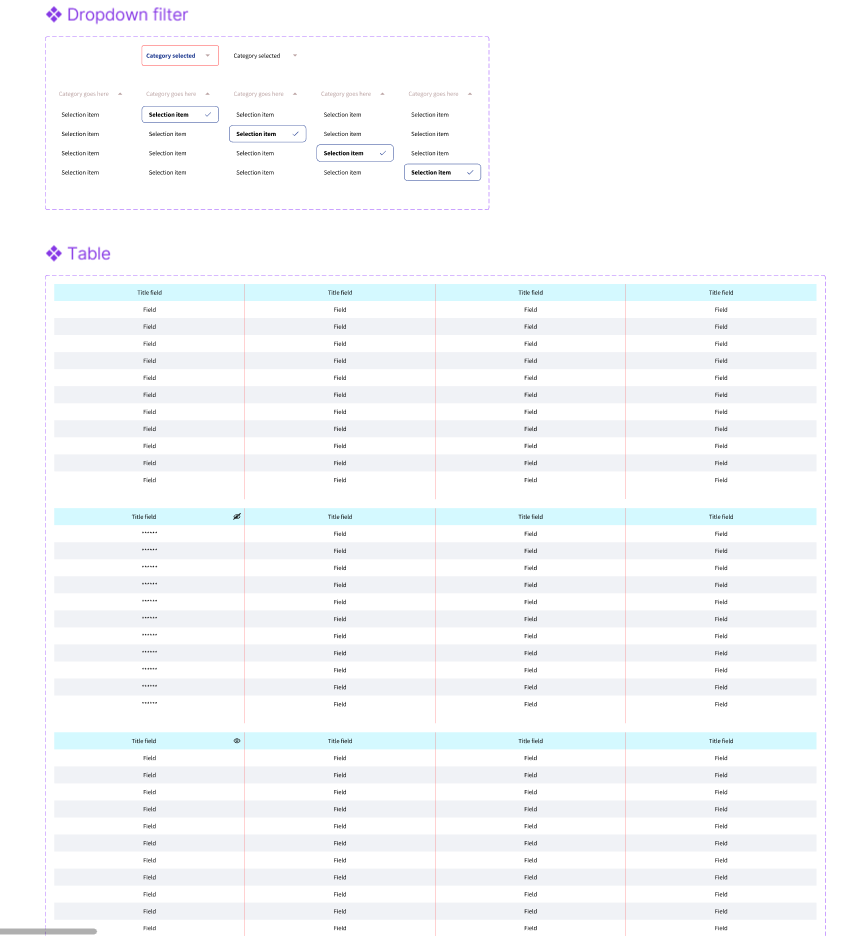 Dropdown filter
Category selected Category selected
Category goes here Category goes here Category goes here Category goes here Category goes here
Selection item Selection item Selection item Selection item Selection item
Selection item Selection item Selection item Selection item Selection item
Selection item Selection item Selection item Selection item Selection item
Selection item Selection item Selection item Selection item Selection item
Table
Title field Title field Title field Title field
Field Field Field Field
Field Field Field Field
Field Field Field Field
Field Field Field Field
Field Field Field Field
Field Field Field Field
Field Field Field Field
Field Field Field Field
Field Field Field Field
Field Field Field Field
Field Field Field Field
Title field Title field Title field Title field
****** Field Field Field
****** Field Field Field
****** Field Field Field
****** Field Field Field
****** Field Field Field
****** Field Field Field
****** Field Field Field
****** Field Field Field
****** Field Field Field
****** Field Field Field
****** Field Field Field
Title field Title field Title field Title field
Field Field Field Field
Field Field Field Field
Field Field Field Field
Field Field Field Field
Field Field Field Field
Field Field Field Field
Field Field Field Field
Field Field Field Field
Field Field Field Field
Field Field Field Field
Field Field Field Field